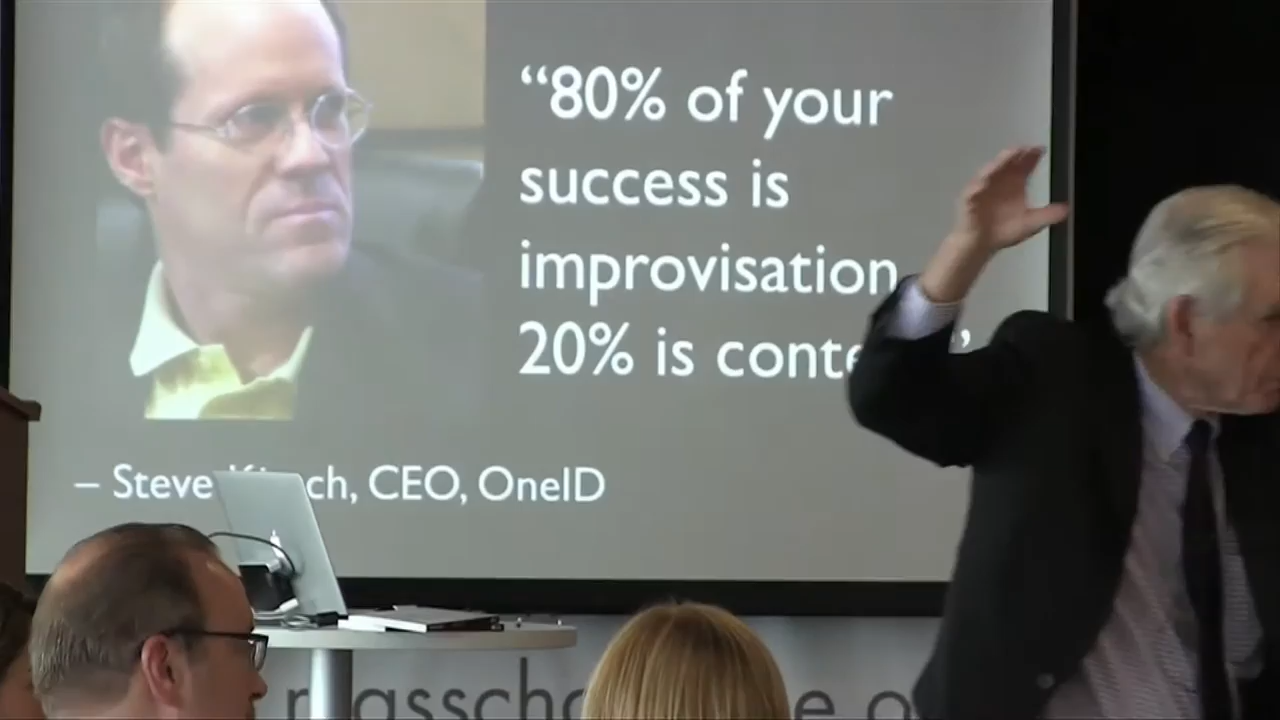 “80% of your
success is
improvisation
20% is conte ’
– Steve ch, CEO, OneID